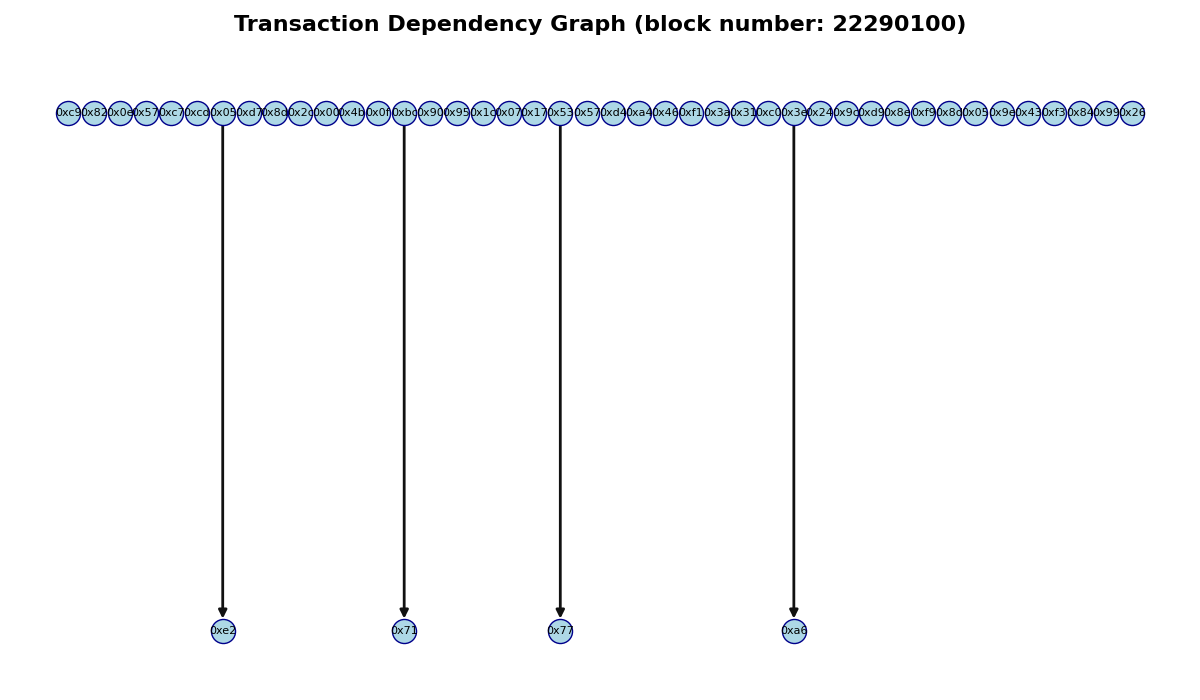 Transaction Dependency Graph (block number: 22290100)
0xc9 0x82 0x0e 0x57 0xc7 0xcd 0x05 0xd7 0x8d 0x2c 0x00 0x4b 0x0f 0xbc 0x90 0x95 0x1c 0x07 0x17 0x53 0x57 0xd4 0xa4 0x46 0xf1 0x3a 0x31 0xc0 0x3e 0x24 0x9c 0xd9 0x8e 0xf9 0x8d 0x05 0x9e 0x43 0xf3 0x84 0x99 0x26
0xe2 0x71 0x77 0xa6